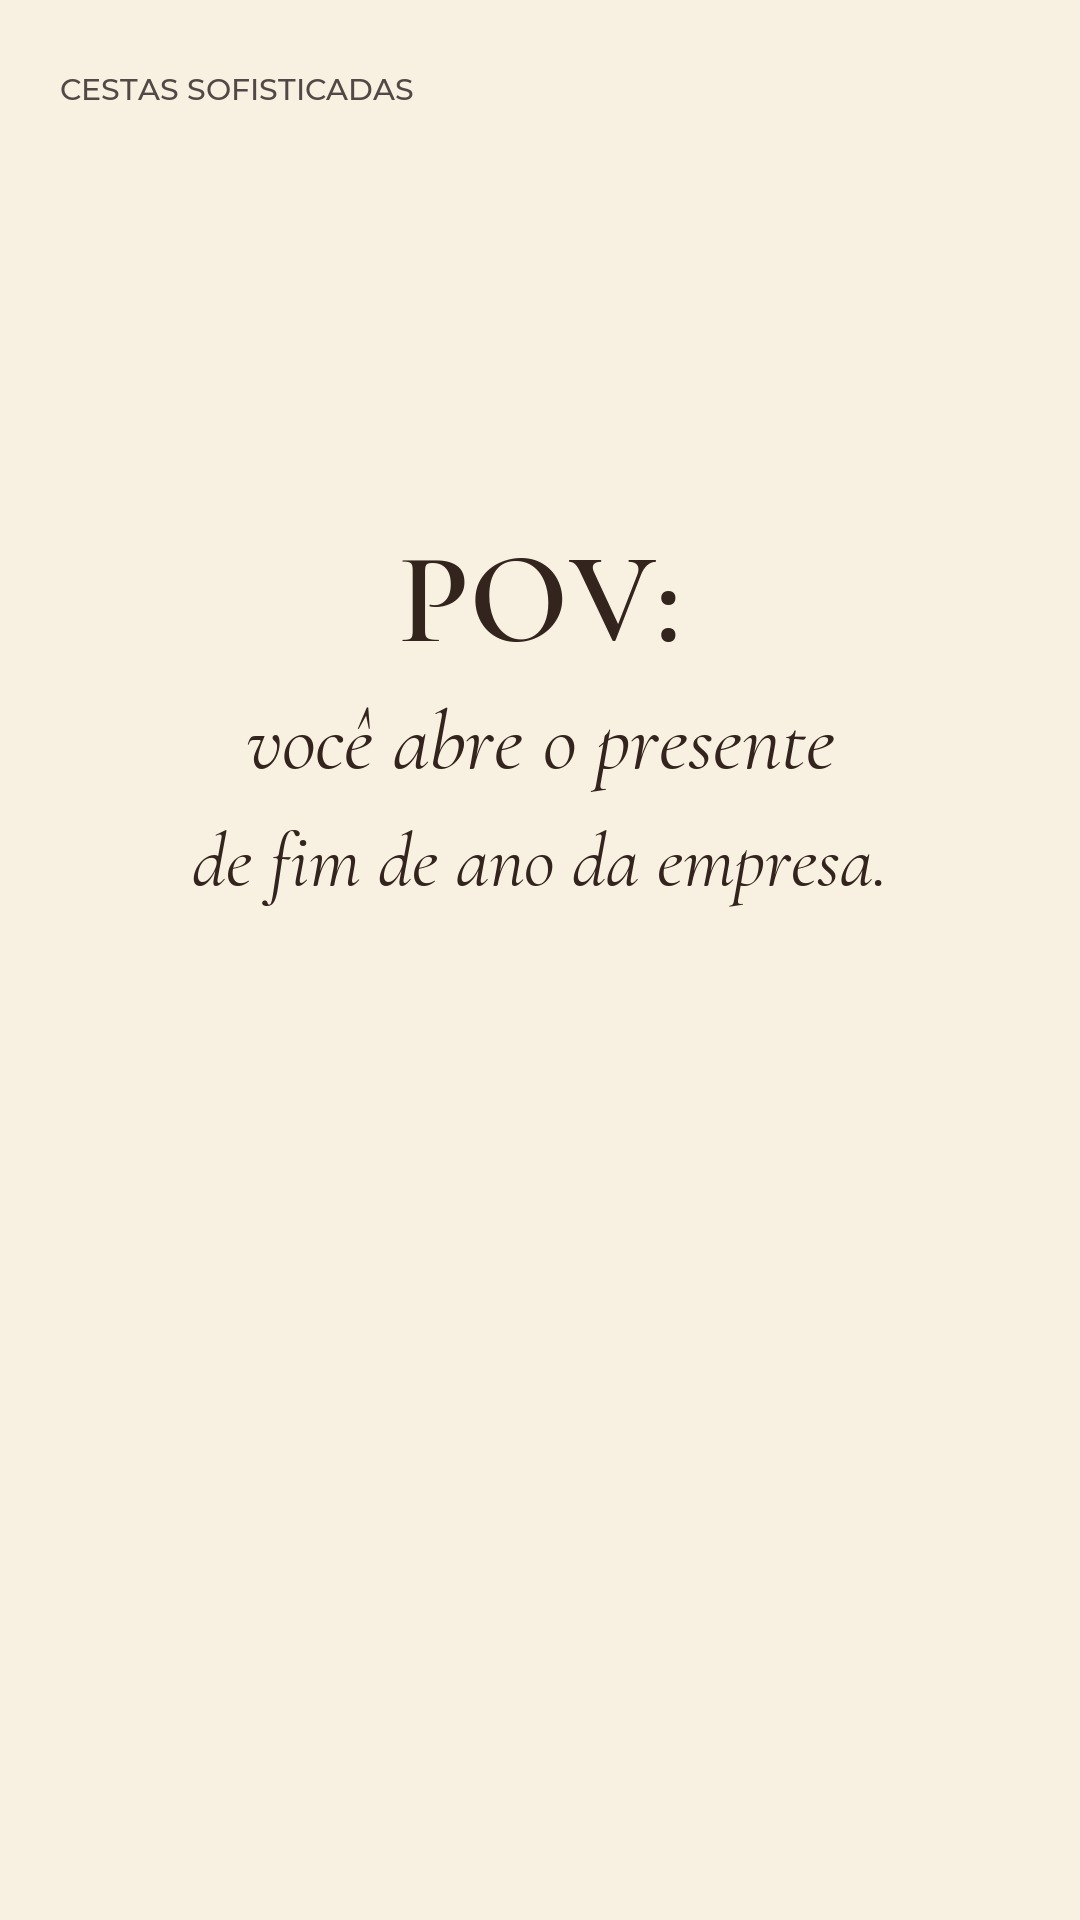 CESTAS SOFISTICADAS
POV:
você abre o presente
de fim de ano da empresa.